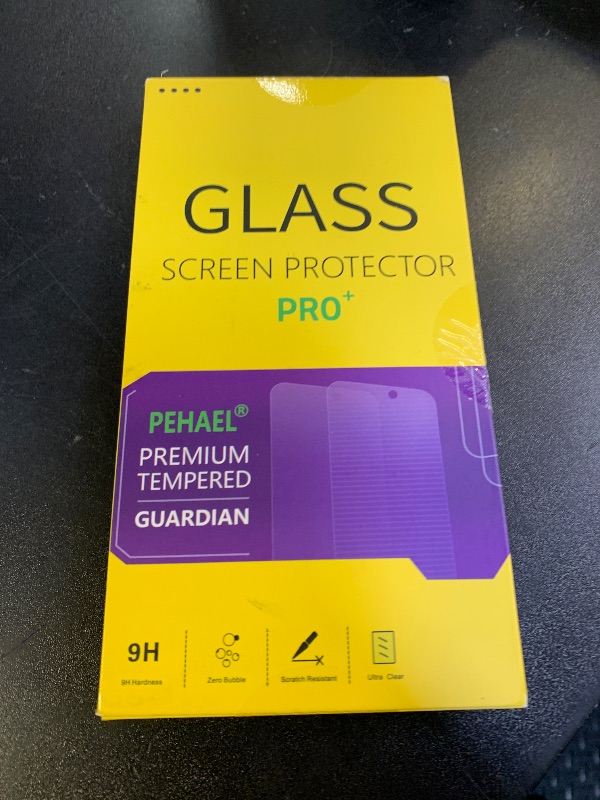 GLASS
SCREEN PROTECTOR
PRO+
PEHAEL®
PREMIUM
TEMPERED
GUARDIAN
9H
9H Hardness
Zero Bubble
Scratch Resistant
Ultra Clear